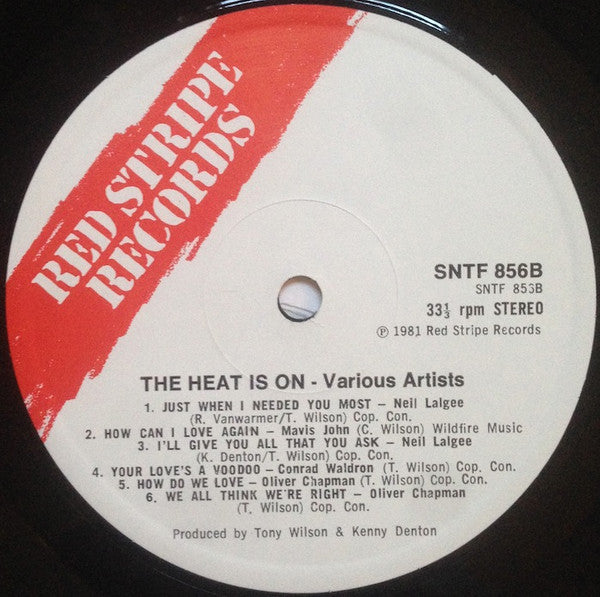 RED STRIPE
RECORDS
SNTF 856B
SNTF 856B
33⅓ rpm STEREO
℗ 1981 Red Stripe Records
THE HEAT IS ON - Various Artists
1. JUST WHEN I NEEDED YOU MOST – Neil Lalgee
(R. Vanwarmer/T. Wilson) Cop. Con.
2. HOW CAN I LOVE AGAIN – Mavis John (C. Wilson) Wildfire Music
3. I'LL GIVE YOU ALL THAT YOU ASK – Neil Lalgee
(K. Denton/T. Wilson) Cop. Con.
4. YOUR LOVE'S A VOODOO – Conrad Waldron (T. Wilson) Cop. Con.
5. HOW DO WE LOVE – Oliver Chapman (T. Wilson) Cop. Con.
6. WE ALL THINK WE'RE RIGHT – Oliver Chapman
(T. Wilson) Cop. Con.
Produced by Tony Wilson & Kenny Denton